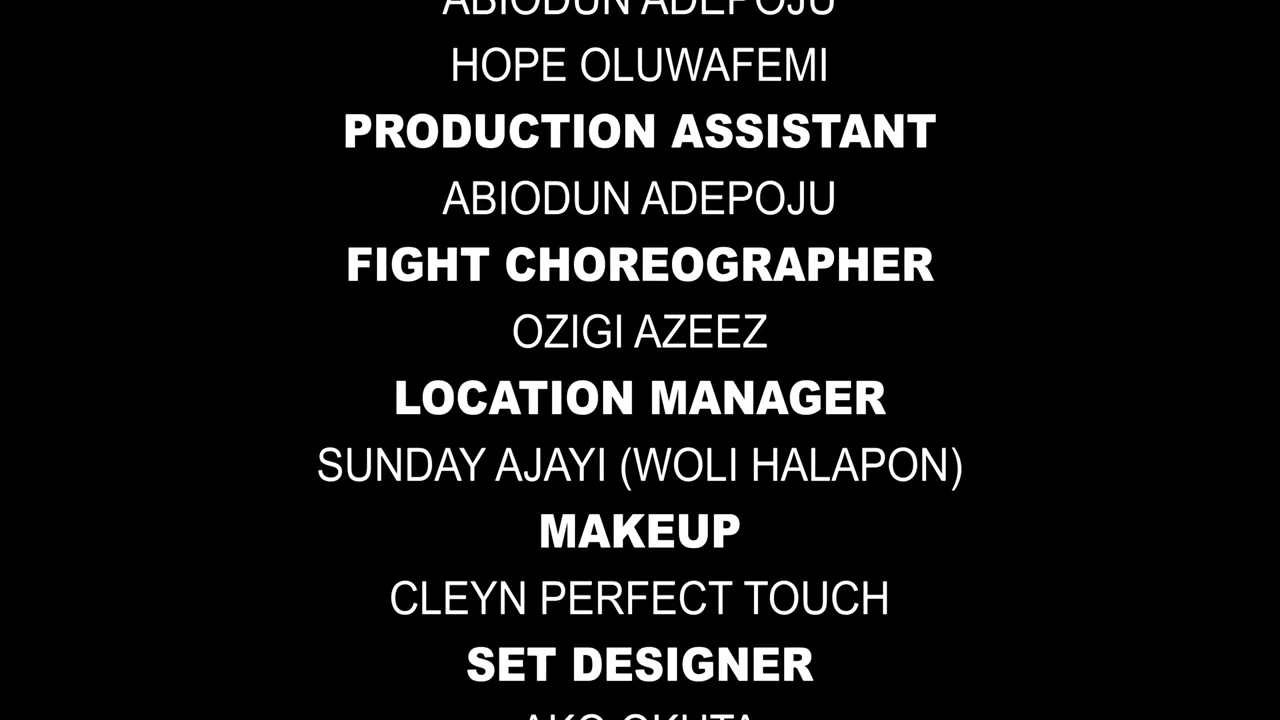 ABIODUN ADEPOJU
HOPE OLUWAFEMI
PRODUCTION ASSISTANT
ABIODUN ADEPOJU
FIGHT CHOREOGRAPHER
OZIGI AZEEZ
LOCATION MANAGER
SUNDAY AJAYI (WOLI HALAPON)
MAKEUP
CLEYN PERFECT TOUCH
SET DESIGNER